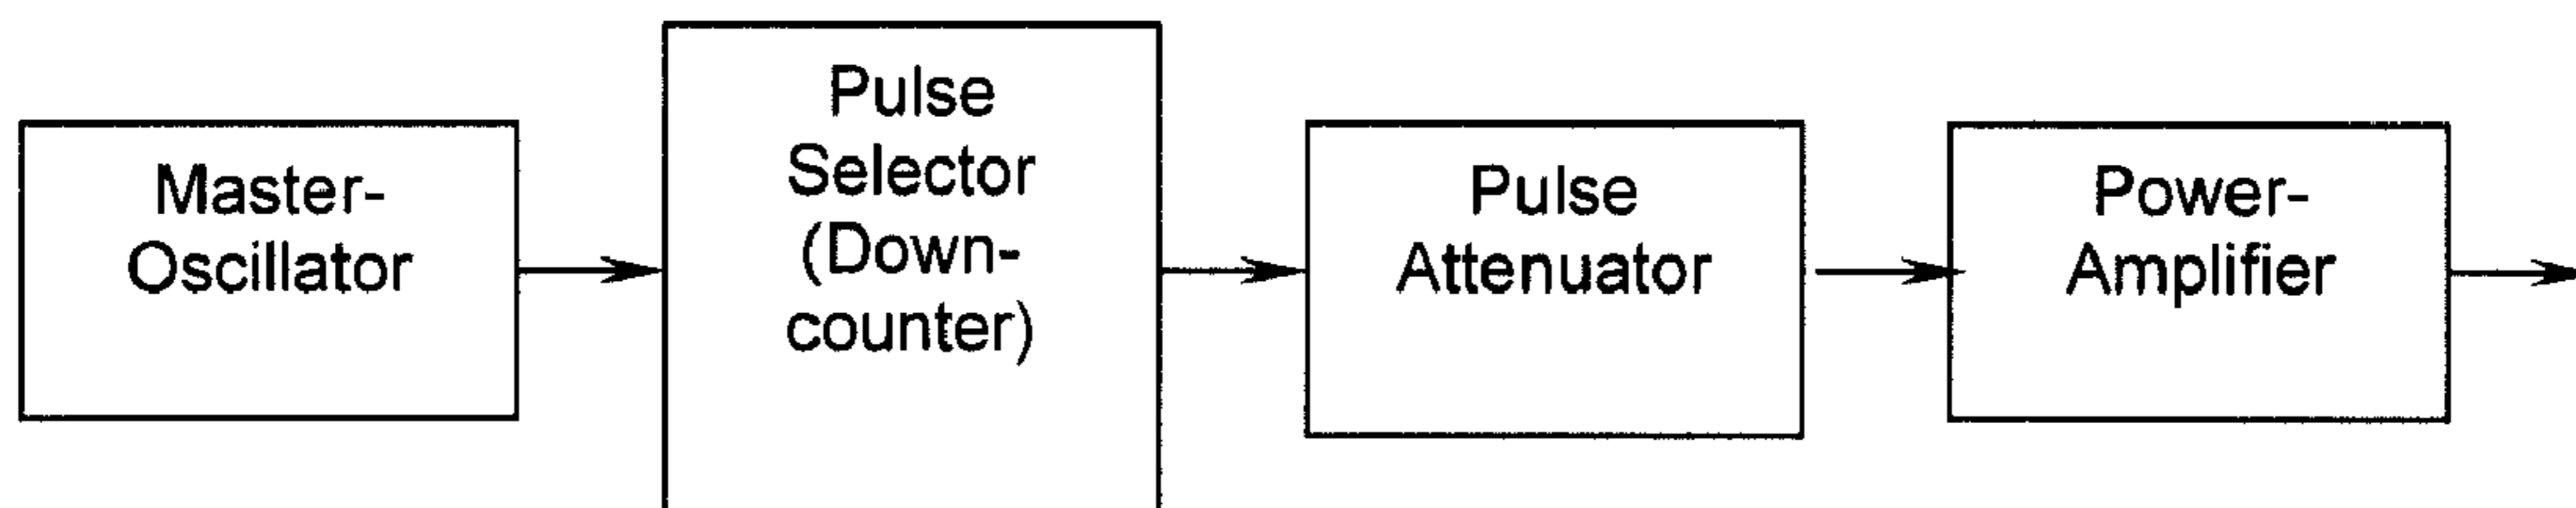 Master-
Oscillator
Pulse
Selector
(Down-
counter)
Pulse
Attenuator
Power-
Amplifier